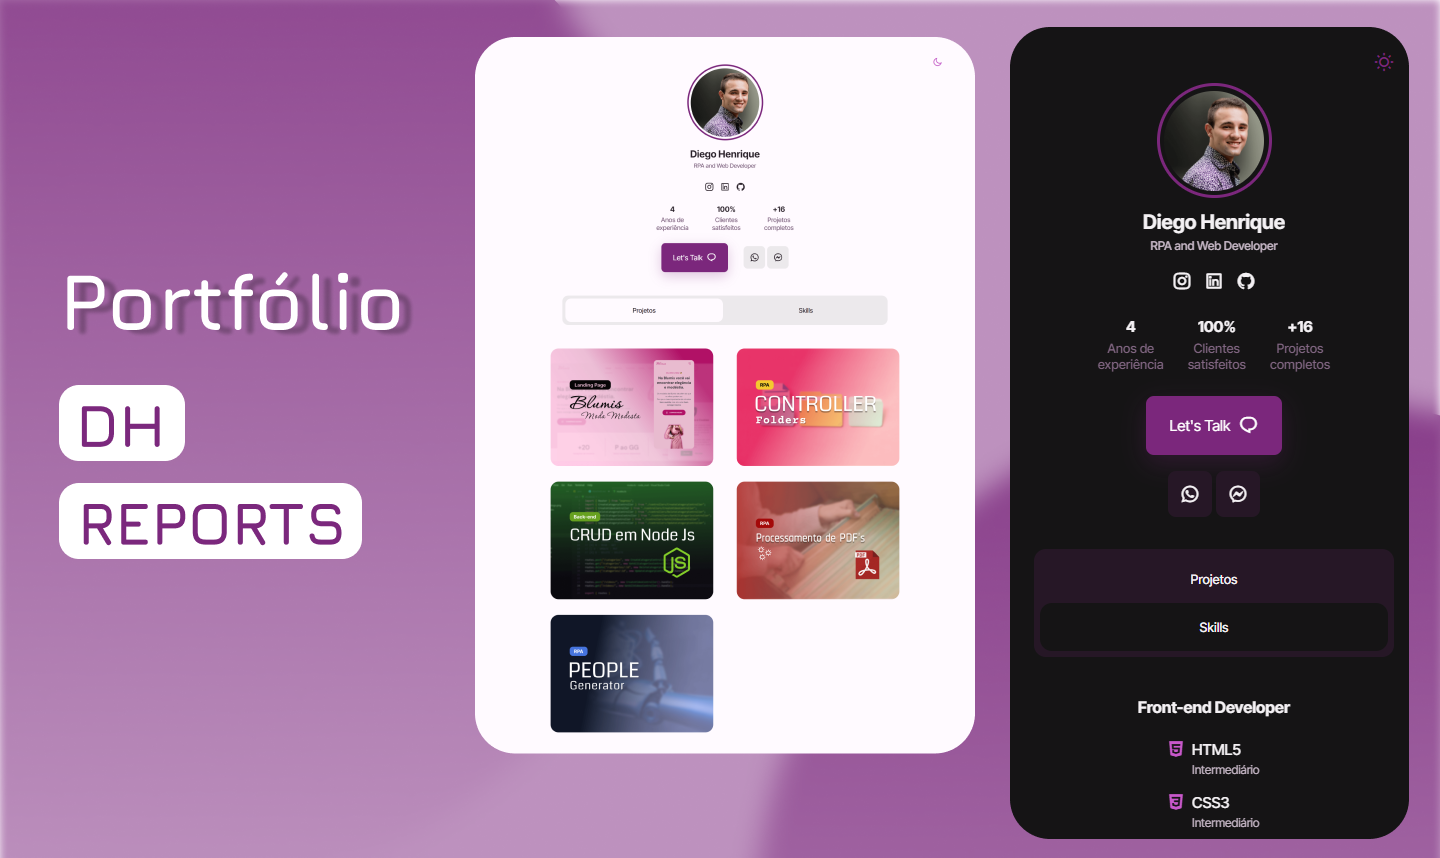 Portfólio
DH
REPORTS
Diego Henrique
RPA and Web Developer
4
Anos de
experiência
100%
Clientes
satisfeitos
+16
Projetos
completos
Let's Talk
Projetos
Skills
Landing Page
Blumis
Moda Modesta
RPA
CONTROLLER
Folders
Back-end
CRUD em Node Js
JS
RPA
Processamento de PDF's
PDF
RPA
PEOPLE
Generator
Diego Henrique
RPA and Web Developer
4
Anos de
experiência
100%
Clientes
satisfeitos
+16
Projetos
completos
Let's Talk
Projetos
Skills
Front-end Developer
HTML5
Intermediário
CSS3
Intermediário